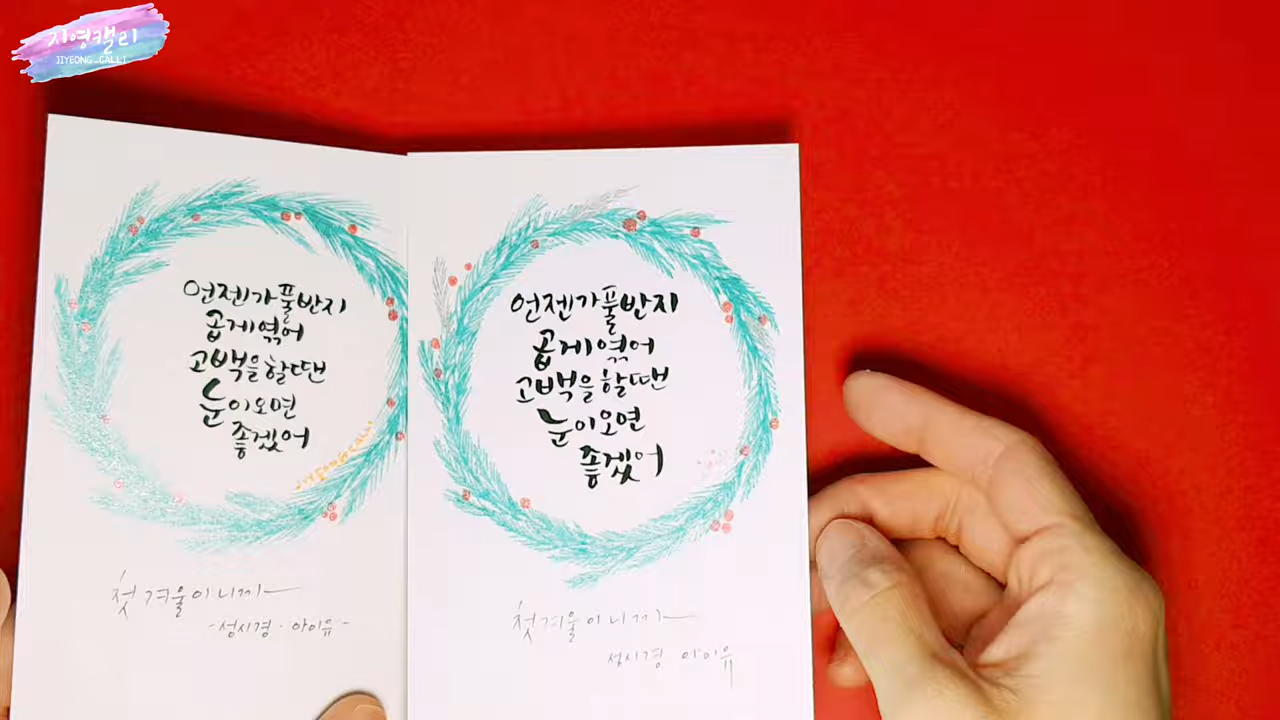 지영캘리
JIYEONG_CALLI
언젠가풀반지
곱게엮어
고백을할땐
눈이오면
좋겠어
첫겨울이니까
-성시경·아이유-
언젠가풀반지
곱게엮어
고백을할땐
눈이오면
좋겠어
첫겨울이니까
성시경 아이유